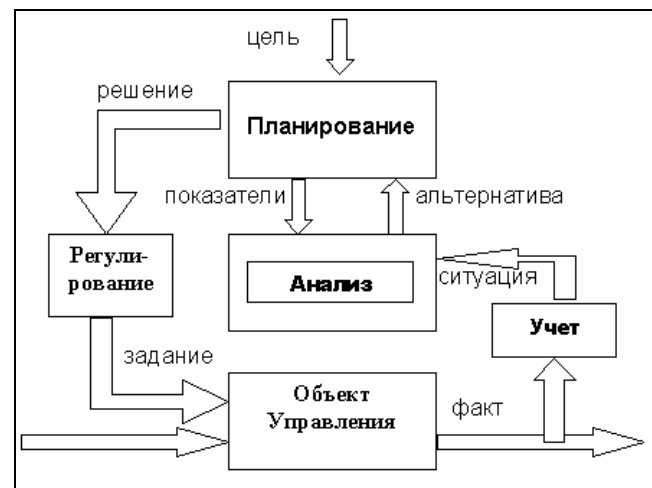 цель
решение
Планирование
показатели
альтернатива
Регули-
рование
Анализ
ситуация
Учет
задание
Объект
Управления
факт